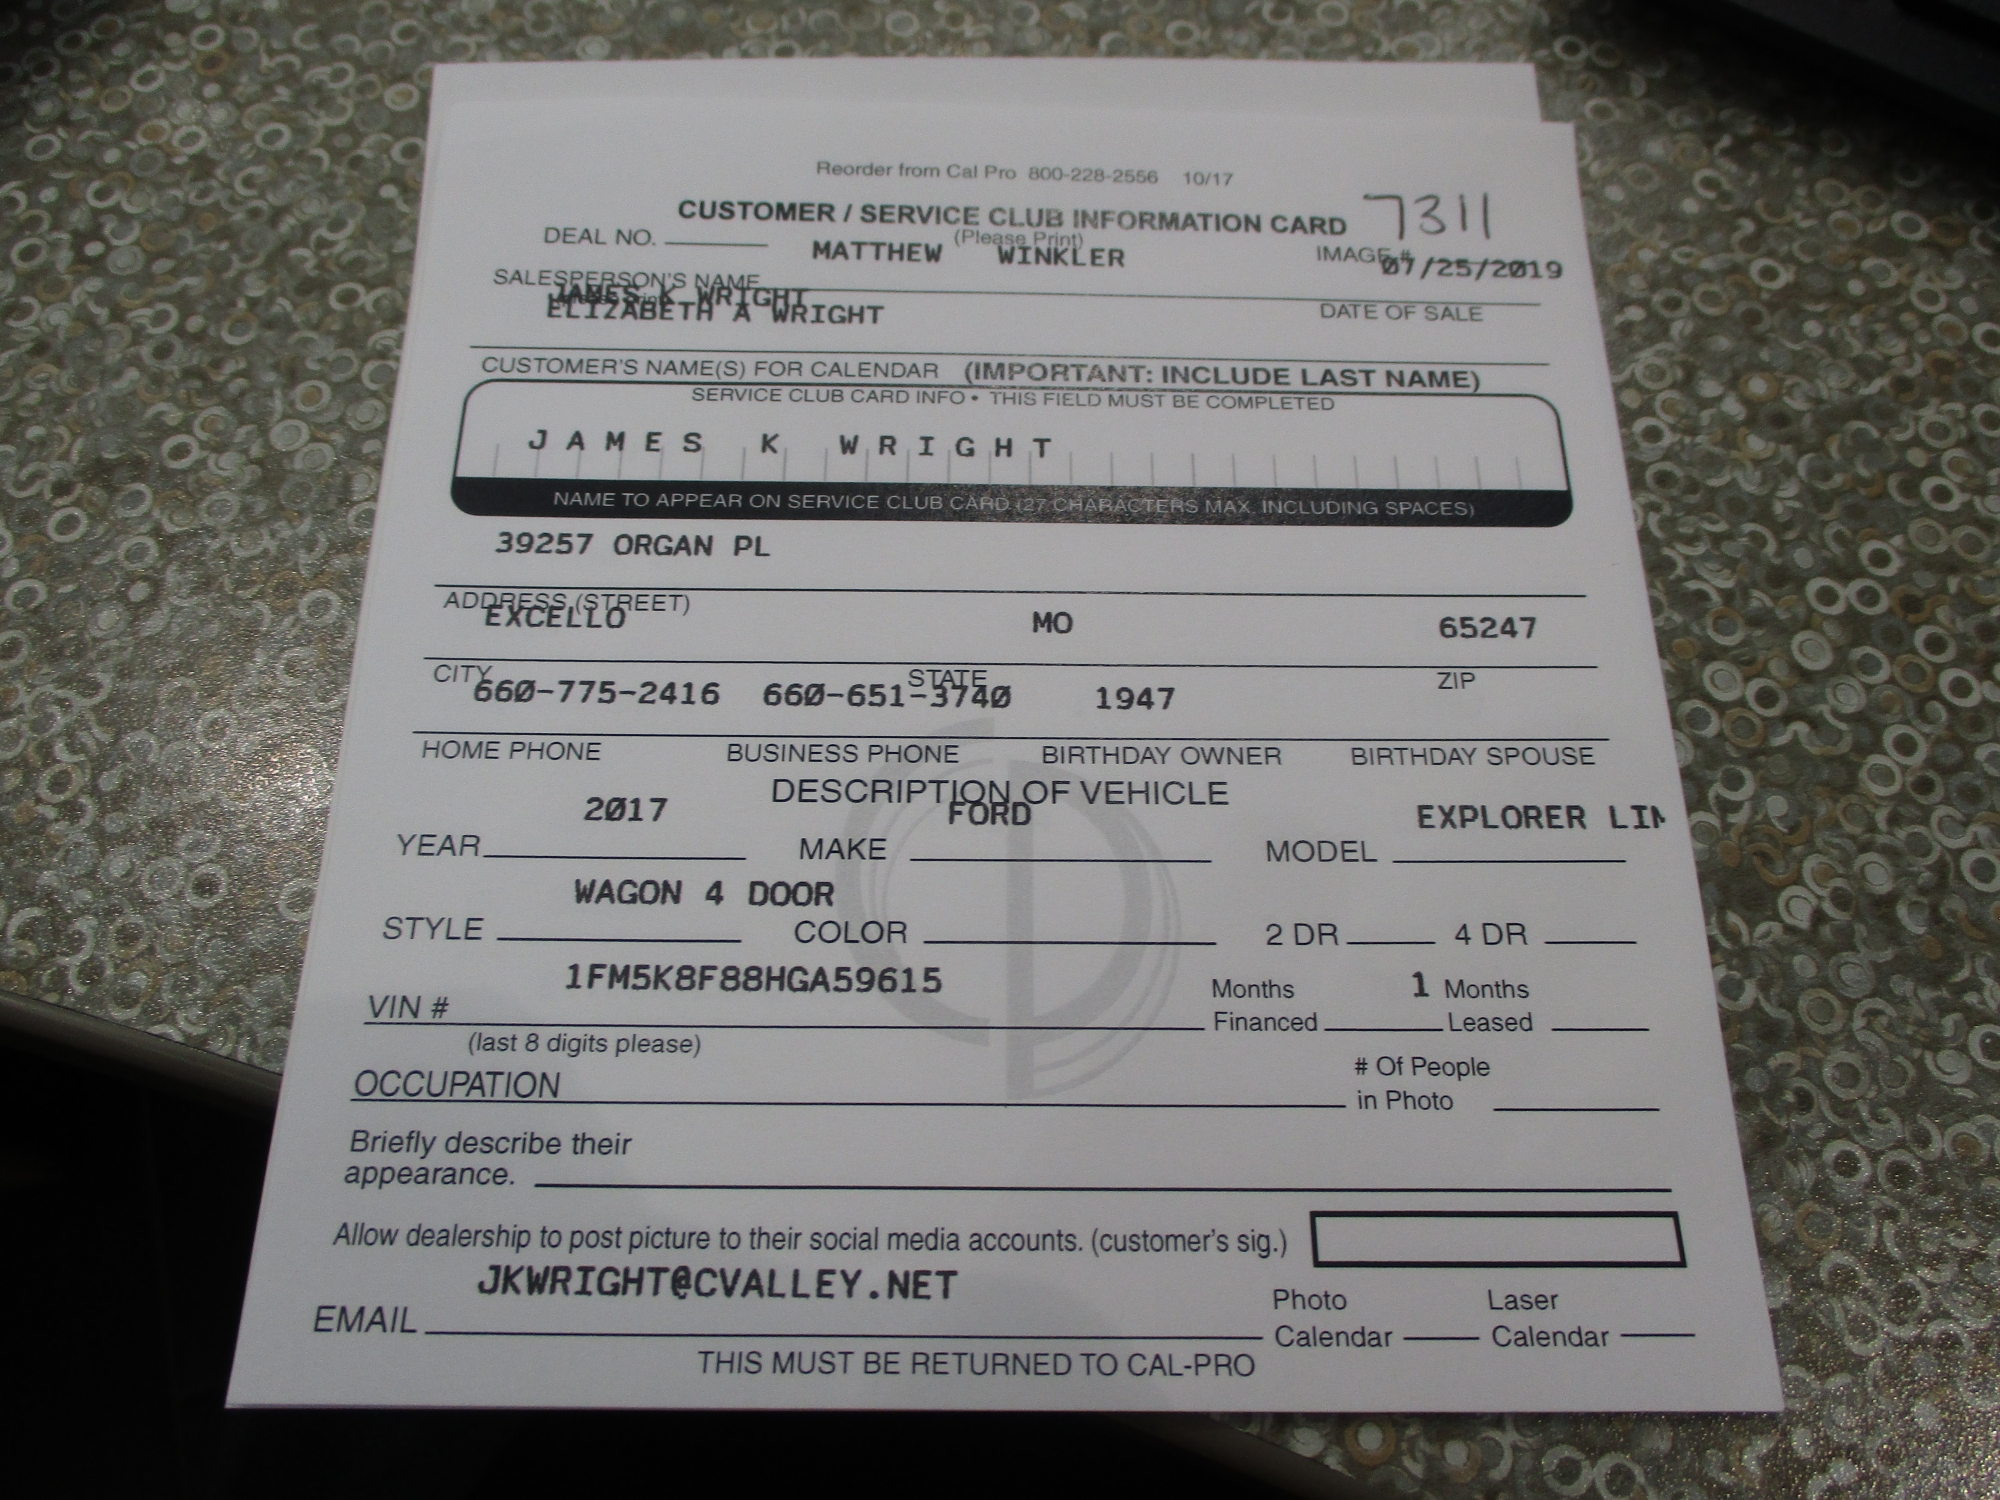 Reorder from Cal Pro 800-228-2556 10/17
CUSTOMER / SERVICE CLUB INFORMATION CARD 7311
(Please Print)
DEAL NO. MATTHEW WINKLER IMAGE # 07/25/2019
SALESPERSON'S NAME
JAMES K WRIGHT
ELIZABETH A WRIGHT DATE OF SALE
CUSTOMER'S NAME(S) FOR CALENDAR (IMPORTANT: INCLUDE LAST NAME)
SERVICE CLUB CARD INFO • THIS FIELD MUST BE COMPLETED
JAMES K WRIGHT
NAME TO APPEAR ON SERVICE CLUB CARD (27 CHARACTERS MAX. INCLUDING SPACES)
39257 ORGAN PL
ADDRESS (STREET)
EXCELLO MO 65247
CITY STATE ZIP
660-775-2416 660-651-3740 1947
HOME PHONE BUSINESS PHONE BIRTHDAY OWNER BIRTHDAY SPOUSE
DESCRIPTION OF VEHICLE
2017 FORD EXPLORER LIM
YEAR MAKE MODEL
WAGON 4 DOOR
STYLE COLOR 2 DR 4 DR
1FM5K8F88HGA59615 Months 1 Months
VIN # Financed Leased
(last 8 digits please)
# Of People
OCCUPATION in Photo
Briefly describe their
appearance.
Allow dealership to post picture to their social media accounts. (customer's sig.)
JKWRIGHT@CVALLEY.NET Photo Laser
EMAIL Calendar Calendar
THIS MUST BE RETURNED TO CAL-PRO